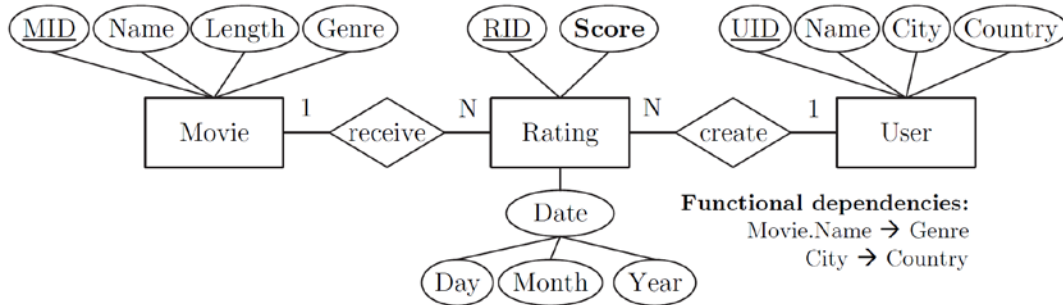 MID Name Length Genre RID Score UID Name City Country
1 N N 1
Movie receive Rating create User
Date
Functional dependencies:
Movie.Name → Genre
City → Country
Day Month Year